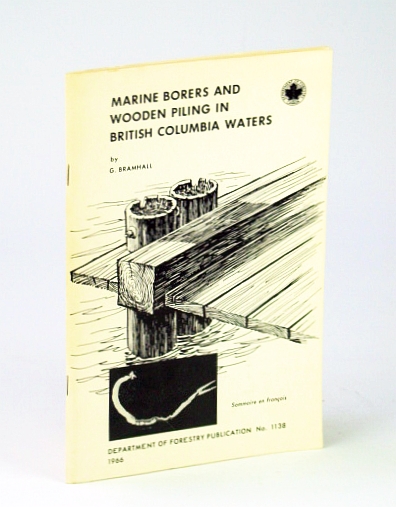 MARINE BORERS AND
WOODEN PILING IN
BRITISH COLUMBIA WATERS
by
G. BRAMHALL
Sommaire en français
DEPARTMENT OF FORESTRY PUBLICATION No. 1138
1966